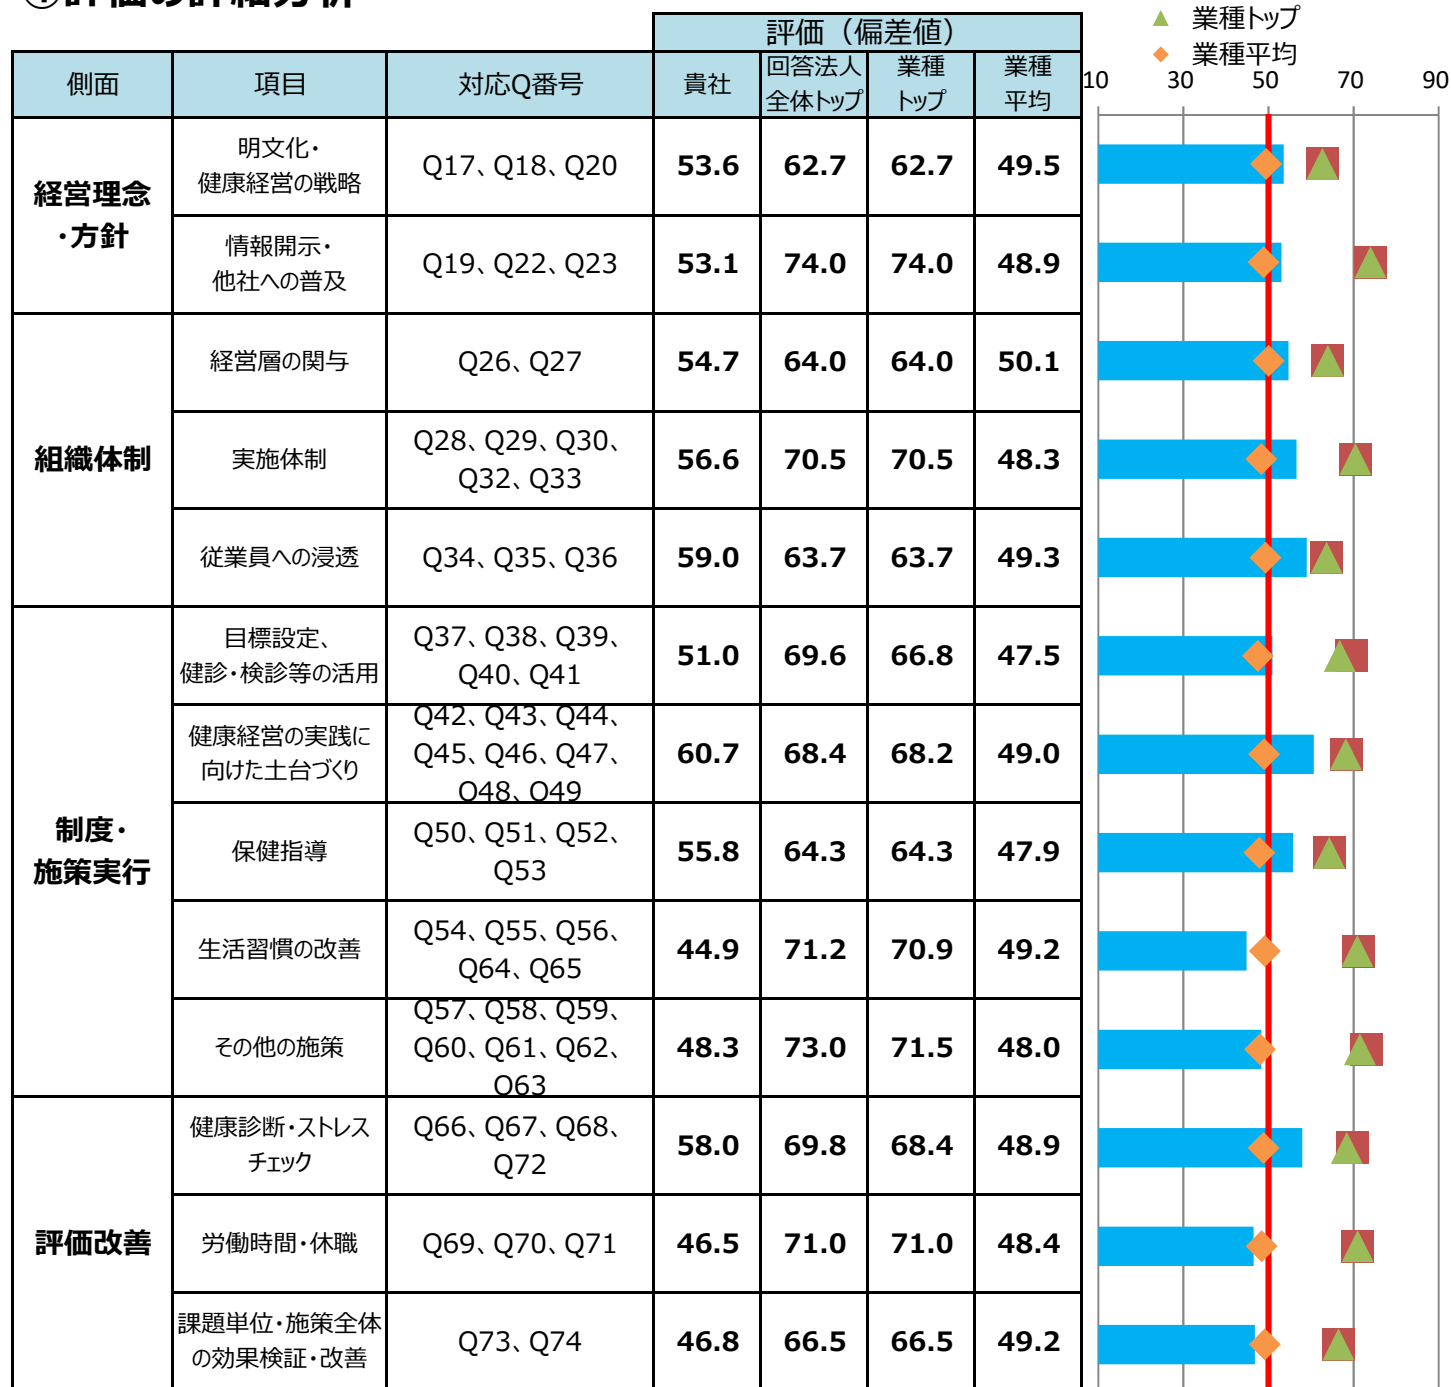 ①評価の詳細分析
▲ 業種トップ
◆ 業種平均
評価（偏差値）
側面 項目 対応Q番号 貴社 回答法人 業種 業種
全体トップ トップ 平均
10 30 50 70 90
経営理念
・方針
明文化・
健康経営の戦略
Q17、Q18、Q20 53.6 62.7 62.7 49.5
情報開示・
他社への普及
Q19、Q22、Q23 53.1 74.0 74.0 48.9
組織体制
経営層の関与 Q26、Q27 54.7 64.0 64.0 50.1
実施体制
Q28、Q29、Q30、
Q32、Q33
56.6 70.5 70.5 48.3
従業員への浸透 Q34、Q35、Q36 59.0 63.7 63.7 49.3
制度・
施策実行
目標設定、
健診・検診等の活用
Q37、Q38、Q39、
Q40、Q41
51.0 69.6 66.8 47.5
健康経営の実践に
向けた土台づくり
Q42、Q43、Q44、
Q45、Q46、Q47、
Q48、Q49
60.7 68.4 68.2 49.0
保健指導
Q50、Q51、Q52、
Q53
55.8 64.3 64.3 47.9
生活習慣の改善
Q54、Q55、Q56、
Q64、Q65
44.9 71.2 70.9 49.2
その他の施策
Q57、Q58、Q59、
Q60、Q61、Q62、
Q63
48.3 73.0 71.5 48.0
評価改善
健康診断・ストレス
チェック
Q66、Q67、Q68、
Q72
58.0 69.8 68.4 48.9
労働時間・休職 Q69、Q70、Q71 46.5 71.0 71.0 48.4
課題単位・施策全体
の効果検証・改善
Q73、Q74 46.8 66.5 66.5 49.2